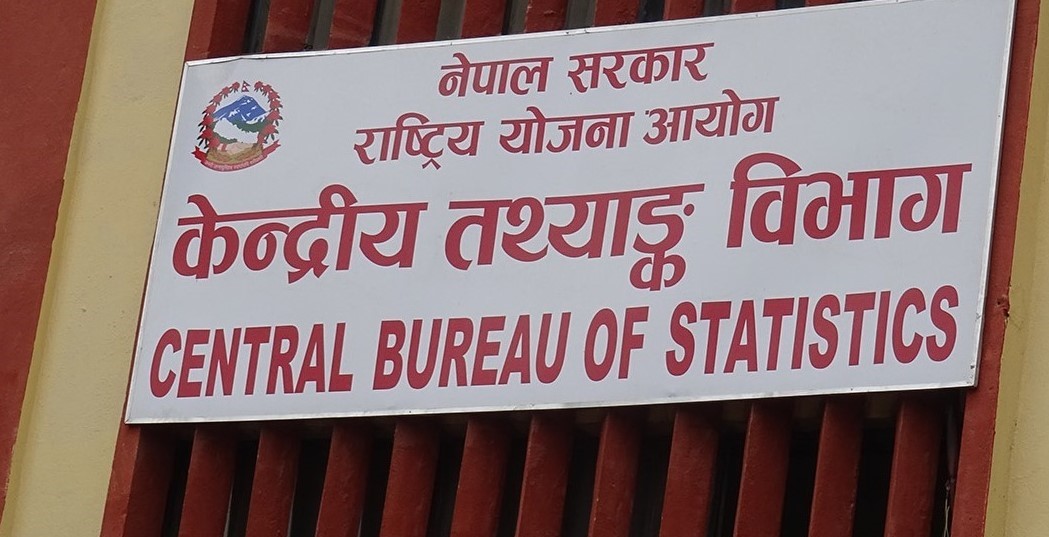 नेपाल सरकार
राष्ट्रिय योजना आयोग
केन्द्रीय तथ्याङ्क विभाग
CENTRAL BUREAU OF STATISTICS